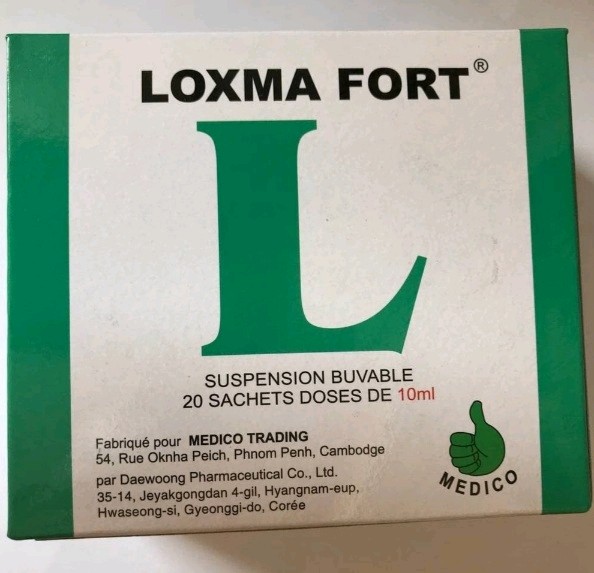 LOXMA FORT®
L
SUSPENSION BUVABLE
20 SACHETS DOSES DE 10ml
Fabriqué pour MEDICO TRADING
54, Rue Oknha Peich, Phnom Penh, Cambodge
par Daewoong Pharmaceutical Co., Ltd.
35-14, Jeyakgongdan 4-gil, Hyangnam-eup,
Hwaseong-si, Gyeonggi-do, Corée
MEDICO